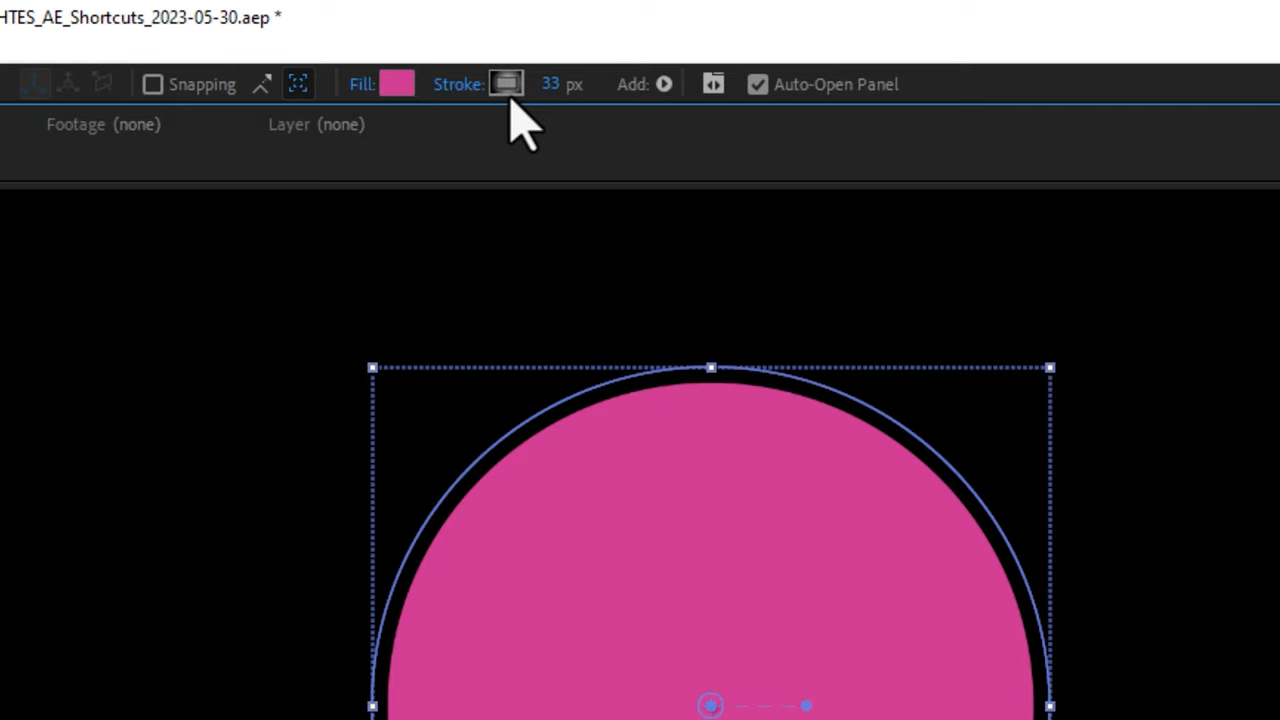 HTES_AE_Shortcuts_2023-05-30.aep *
Snapping Fill: Stroke: 33 px Add: Auto-Open Panel
Footage (none) Layer (none)